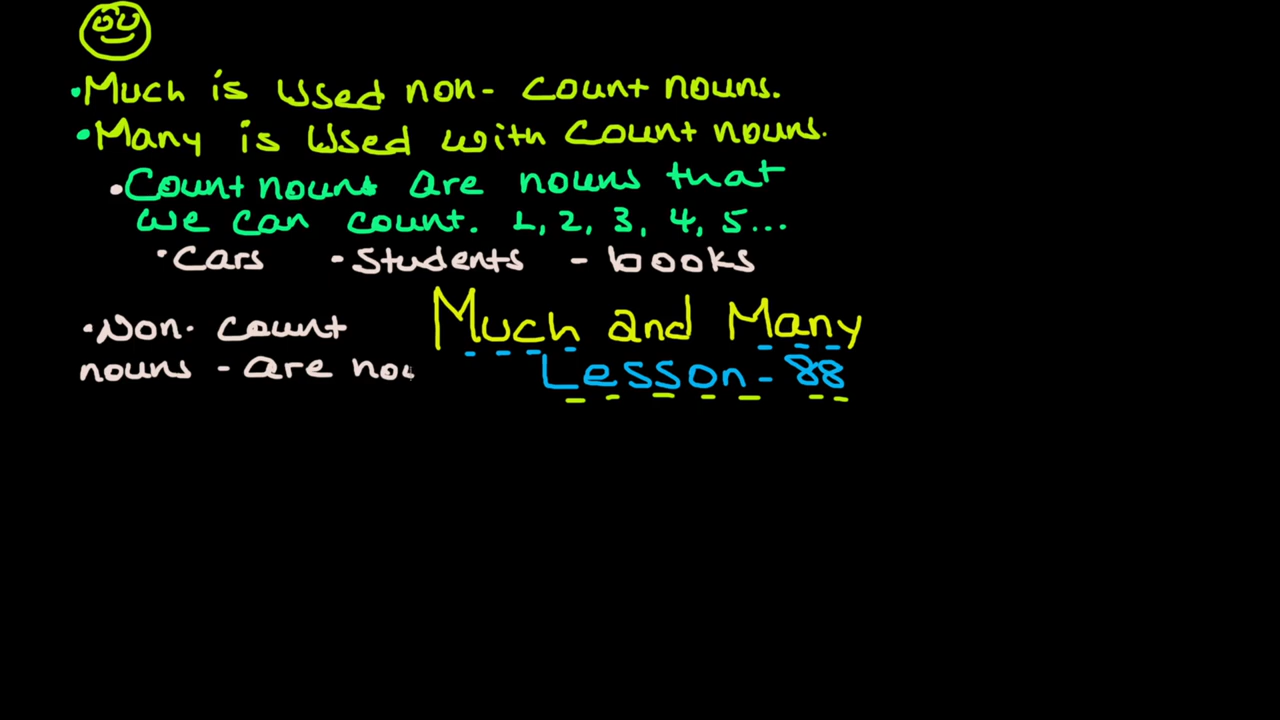 •Much is used non- count nouns.
•Many is used with count nouns.
•Count nouns are nouns that
we can count. 1, 2, 3, 4, 5...
•Cars -Students - books
•Non- count
nouns - are
Much and Many
Lesson - 88